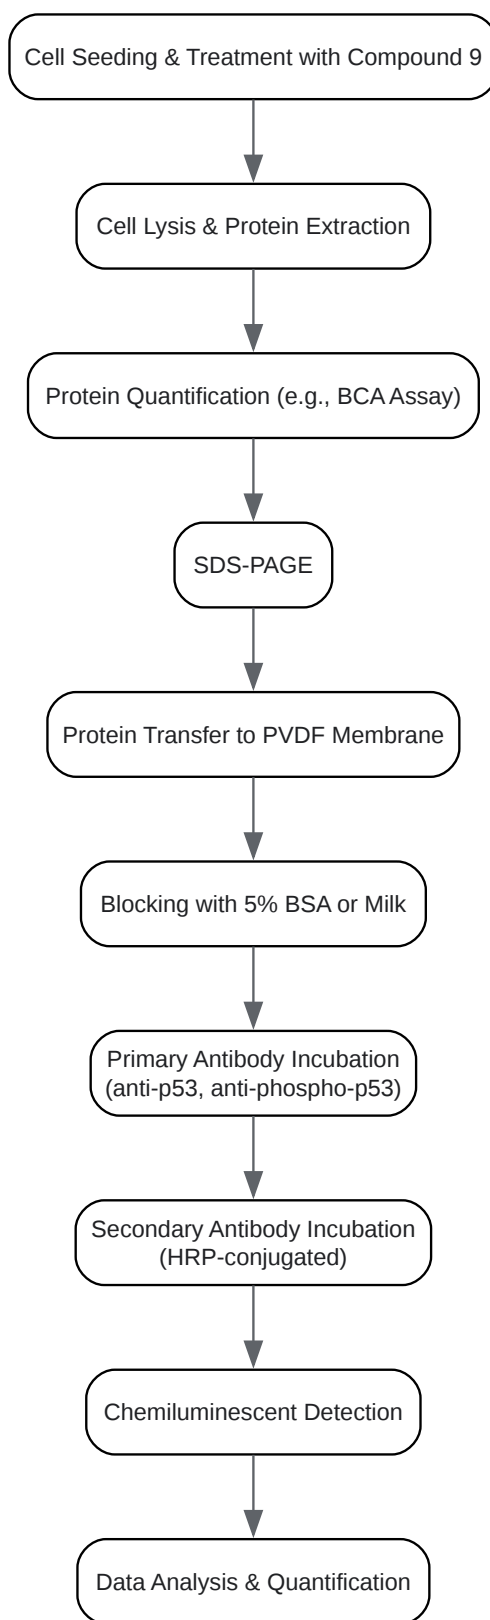 Cell Seeding & Treatment with Compound 9
Cell Lysis & Protein Extraction
Protein Quantification (e.g., BCA Assay)
SDS-PAGE
Protein Transfer to PVDF Membrane
Blocking with 5% BSA or Milk
Primary Antibody Incubation
(anti-p53, anti-phospho-p53)
Secondary Antibody Incubation
(HRP-conjugated)
Chemiluminescent Detection
Data Analysis & Quantification